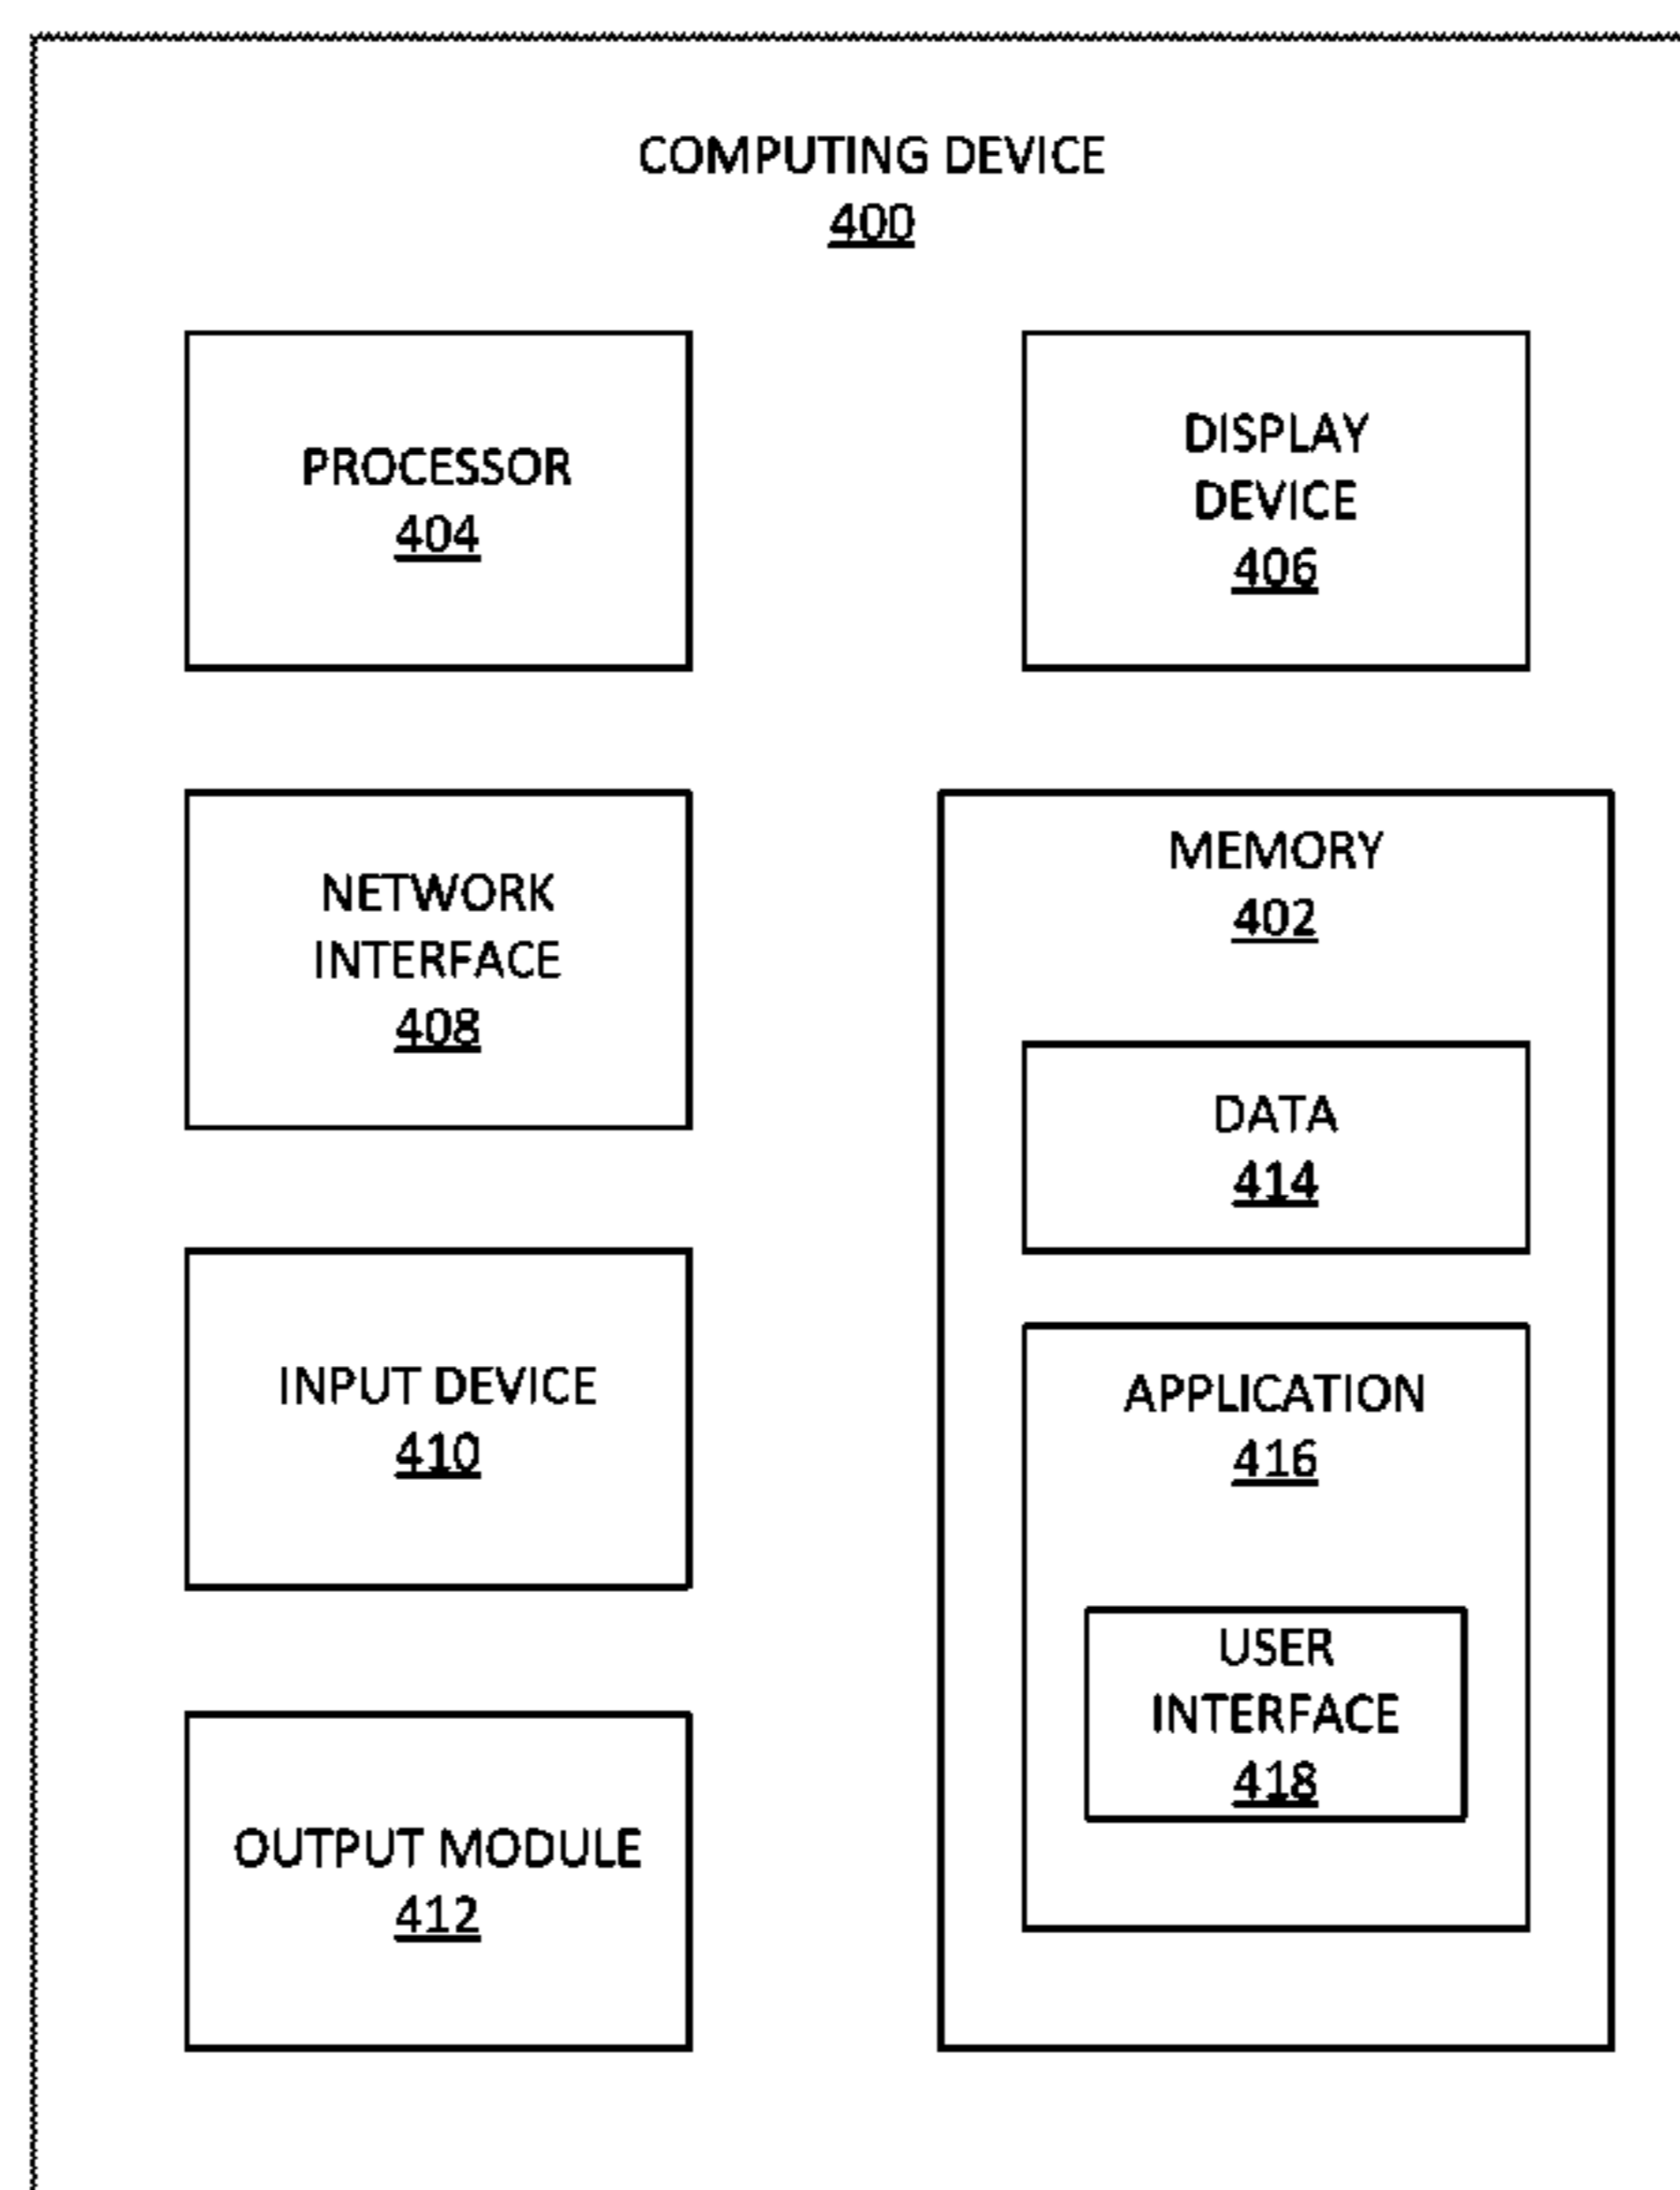 COMPUTING DEVICE
400
PROCESSOR
404
DISPLAY
DEVICE
406
NETWORK
INTERFACE
408
MEMORY
402
DATA
414
INPUT DEVICE
410
APPLICATION
416
USER
INTERFACE
418
OUTPUT MODULE
412